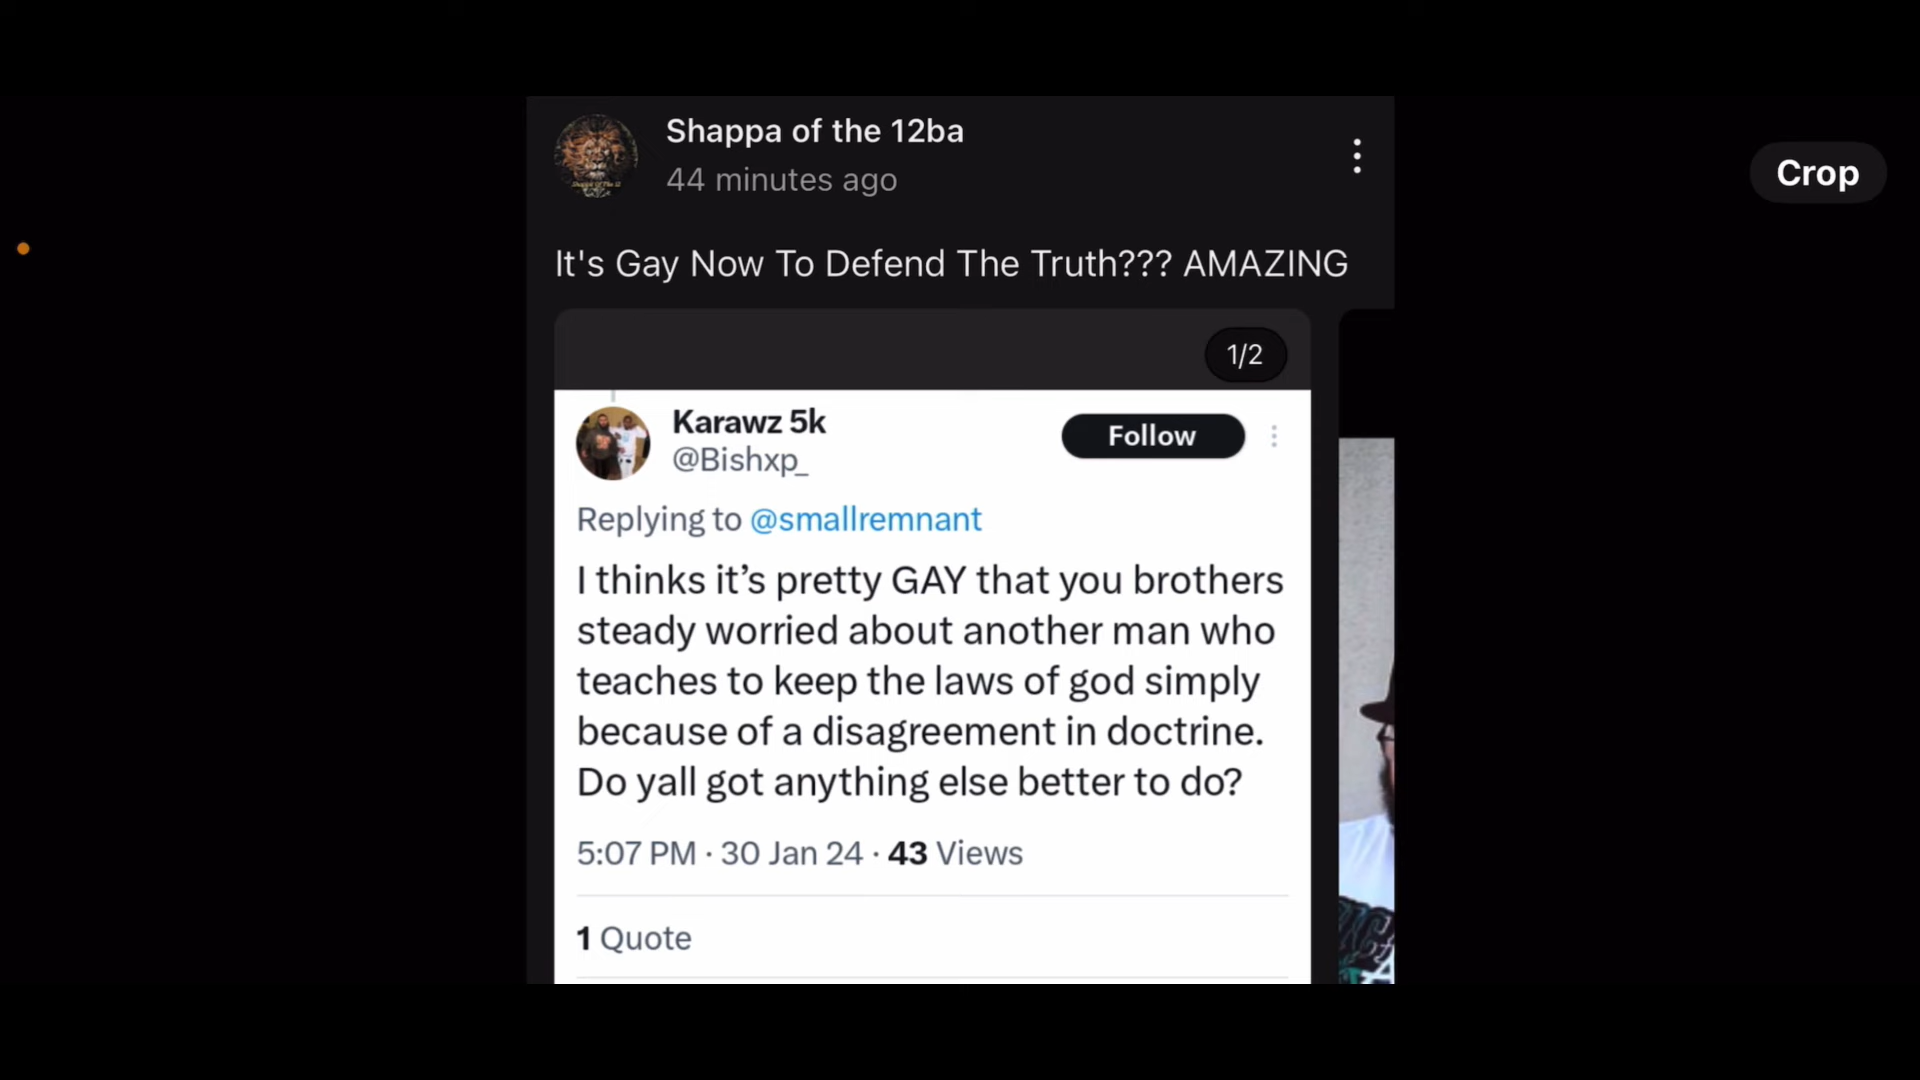 Shappa of the 12ba
44 minutes ago
Crop
It's Gay Now To Defend The Truth??? AMAZING
1/2
Karawz 5k
Follow
@Bishxp_
Replying to @smallremnant
I thinks it’s pretty GAY that you brothers
steady worried about another man who
teaches to keep the laws of god simply
because of a disagreement in doctrine.
Do yall got anything else better to do?
5:07 PM · 30 Jan 24 · 43 Views
1 Quote